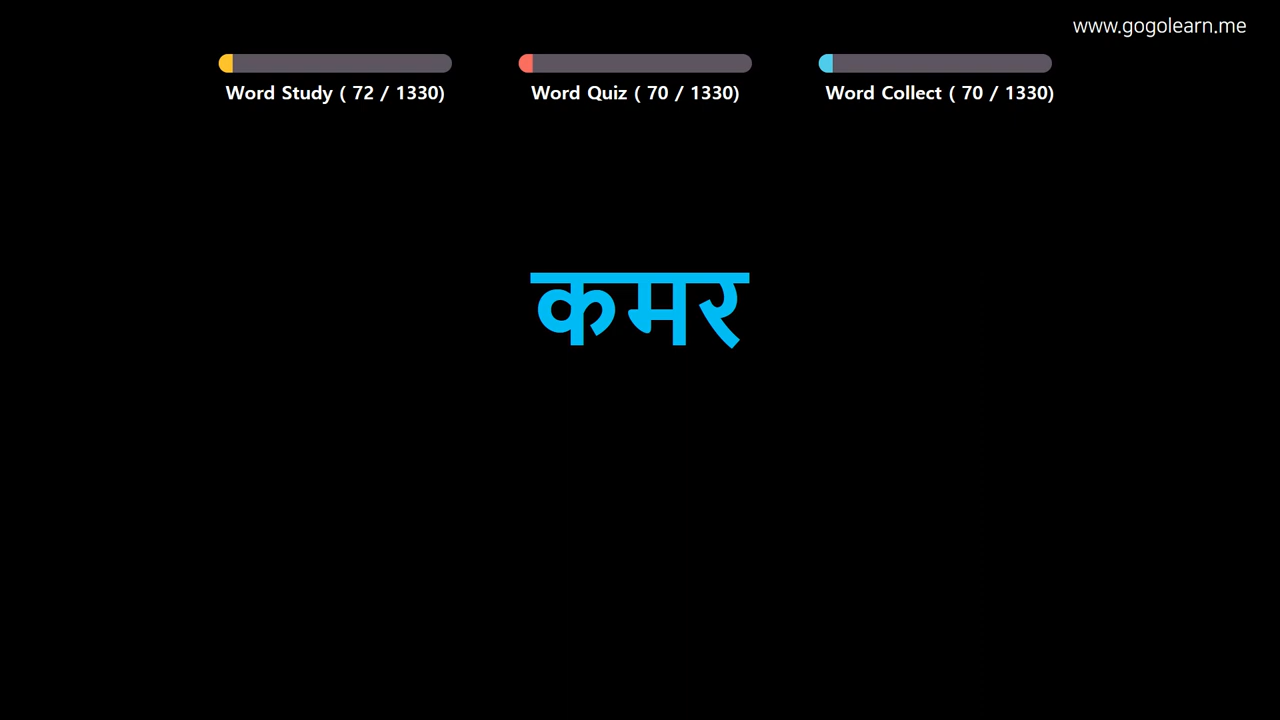 www.gogolearn.me
Word Study ( 72 / 1330)
Word Quiz ( 70 / 1330)
Word Collect ( 70 / 1330)
कमर